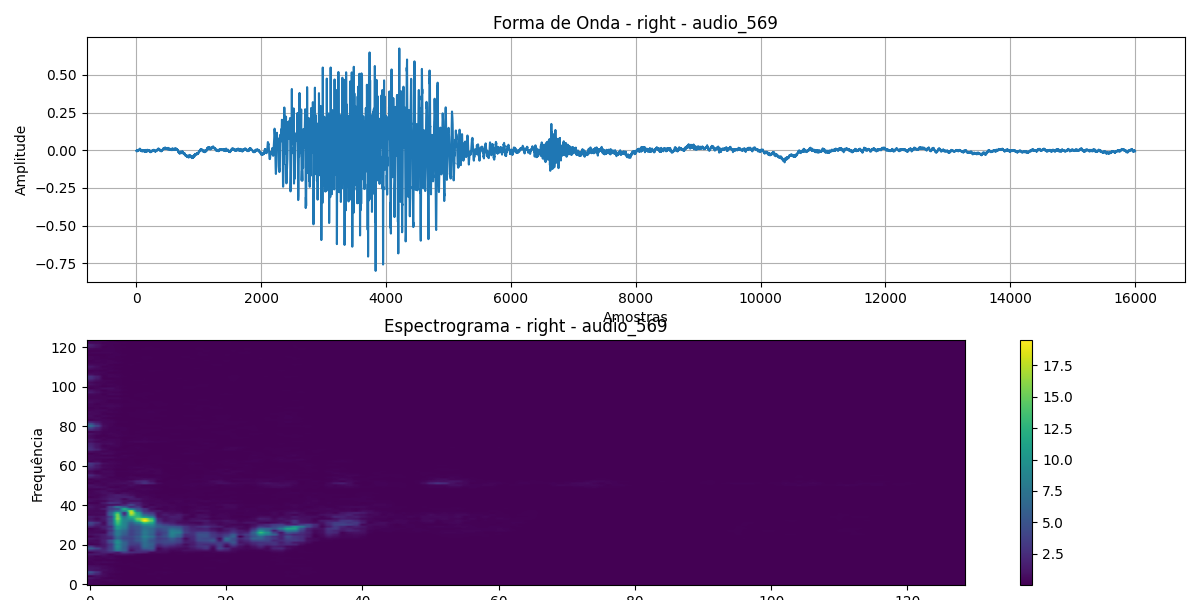 Forma de Onda - right - audio_569
Amplitude
0.50
0.25
0.00
−0.25
−0.50
−0.75
0 2000 4000 6000 8000 10000 12000 14000 16000
Amostras
Espectrograma - right - audio_569
Frequência
120
100
80
60
40
20
0
0 20 40 60 80 100 120
17.5
15.0
12.5
10.0
7.5
5.0
2.5